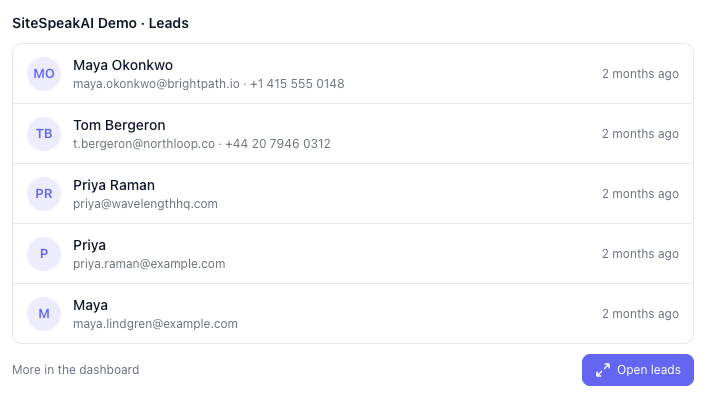 SiteSpeakAI Demo · Leads
MO
Maya Okonkwo
maya.okonkwo@brightpath.io · +1 415 555 0148
2 months ago
TB
Tom Bergeron
t.bergeron@northloop.co · +44 20 7946 0312
2 months ago
PR
Priya Raman
priya@wavelengthhq.com
2 months ago
P
Priya
priya.raman@example.com
2 months ago
M
Maya
maya.lindgren@example.com
2 months ago
More in the dashboard
Open leads